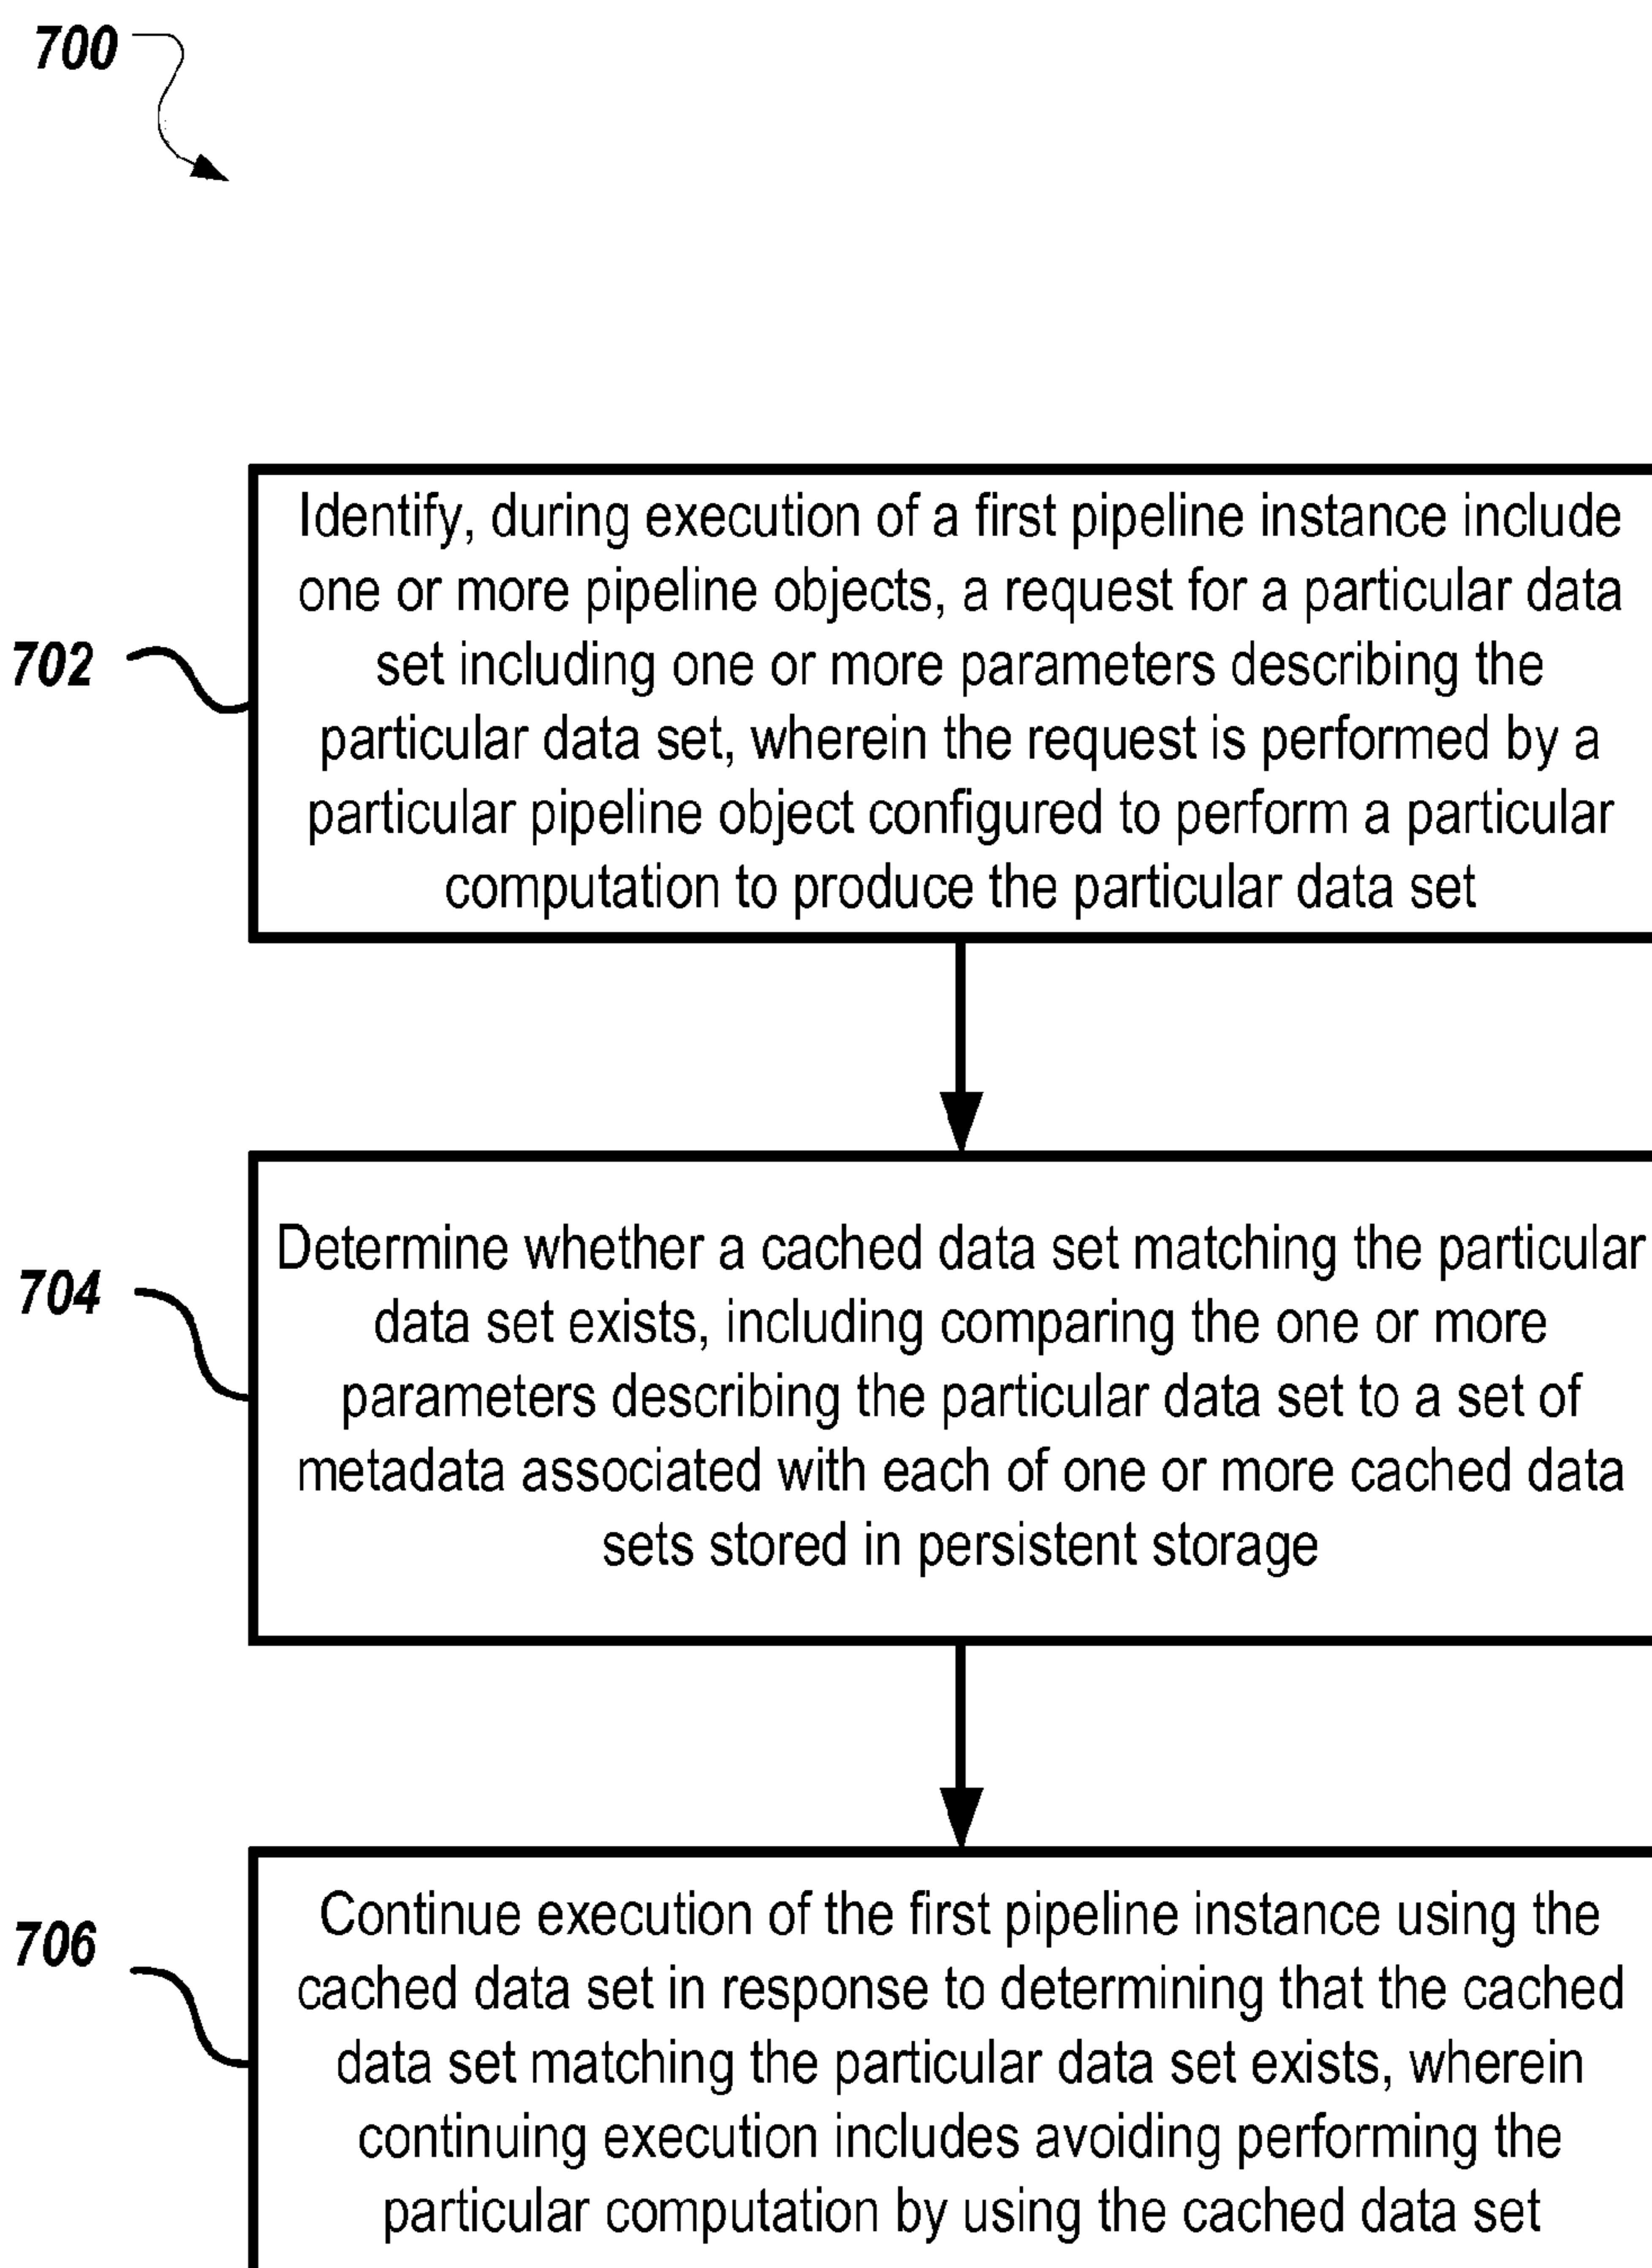 700
Identify, during execution of a first pipeline instance include
one or more pipeline objects, a request for a particular data
702
set including one or more parameters describing the
particular data set, wherein the request is performed by a
particular pipeline object configured to perform a particular
computation to produce the particular data set
Determine whether a cached data set matching the particular
704
data set exists, including comparing the one or more
parameters describing the particular data set to a set of
metadata associated with each of one or more cached data
sets stored in persistent storage
Continue execution of the first pipeline instance using the
706
cached data set in response to determining that the cached
data set matching the particular data set exists, wherein
continuing execution includes avoiding performing the
particular computation by using the cached data set